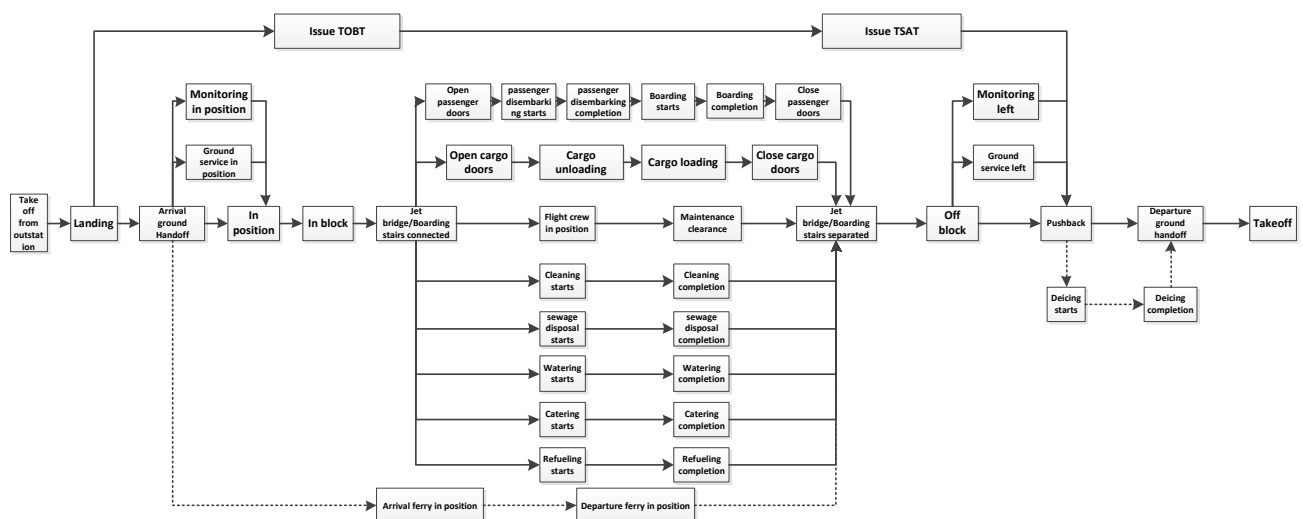 Issue TOBT
Issue TSAT
Monitoring
in position
Open
passenger
doors
passenger
disembarki
ng starts
passenger
disembarking
completion
Boarding
starts
Boarding
completion
Close
passenger
doors
Monitoring
left
Ground
service in
position
Open cargo
doors
Cargo
unloading
Cargo loading
Close cargo
doors
Ground
service left
Take
off from
outstat
ion
Landing
Arrival
ground
Handoff
In
position
In block
Jet
bridge/Boarding
stairs connected
Flight crew
in position
Maintenance
clearance
Jet
bridge/Boarding
stairs separated
Off
block
Pushback
Departure
ground
handoff
Takeoff
Cleaning
starts
Cleaning
completion
Deicing
starts
Deicing
completion
sewage
disposal
starts
sewage
disposal
completion
Watering
starts
Watering
completion
Catering
starts
Catering
completion
Refueling
starts
Refueling
completion
Arrival ferry in position
Departure ferry in position